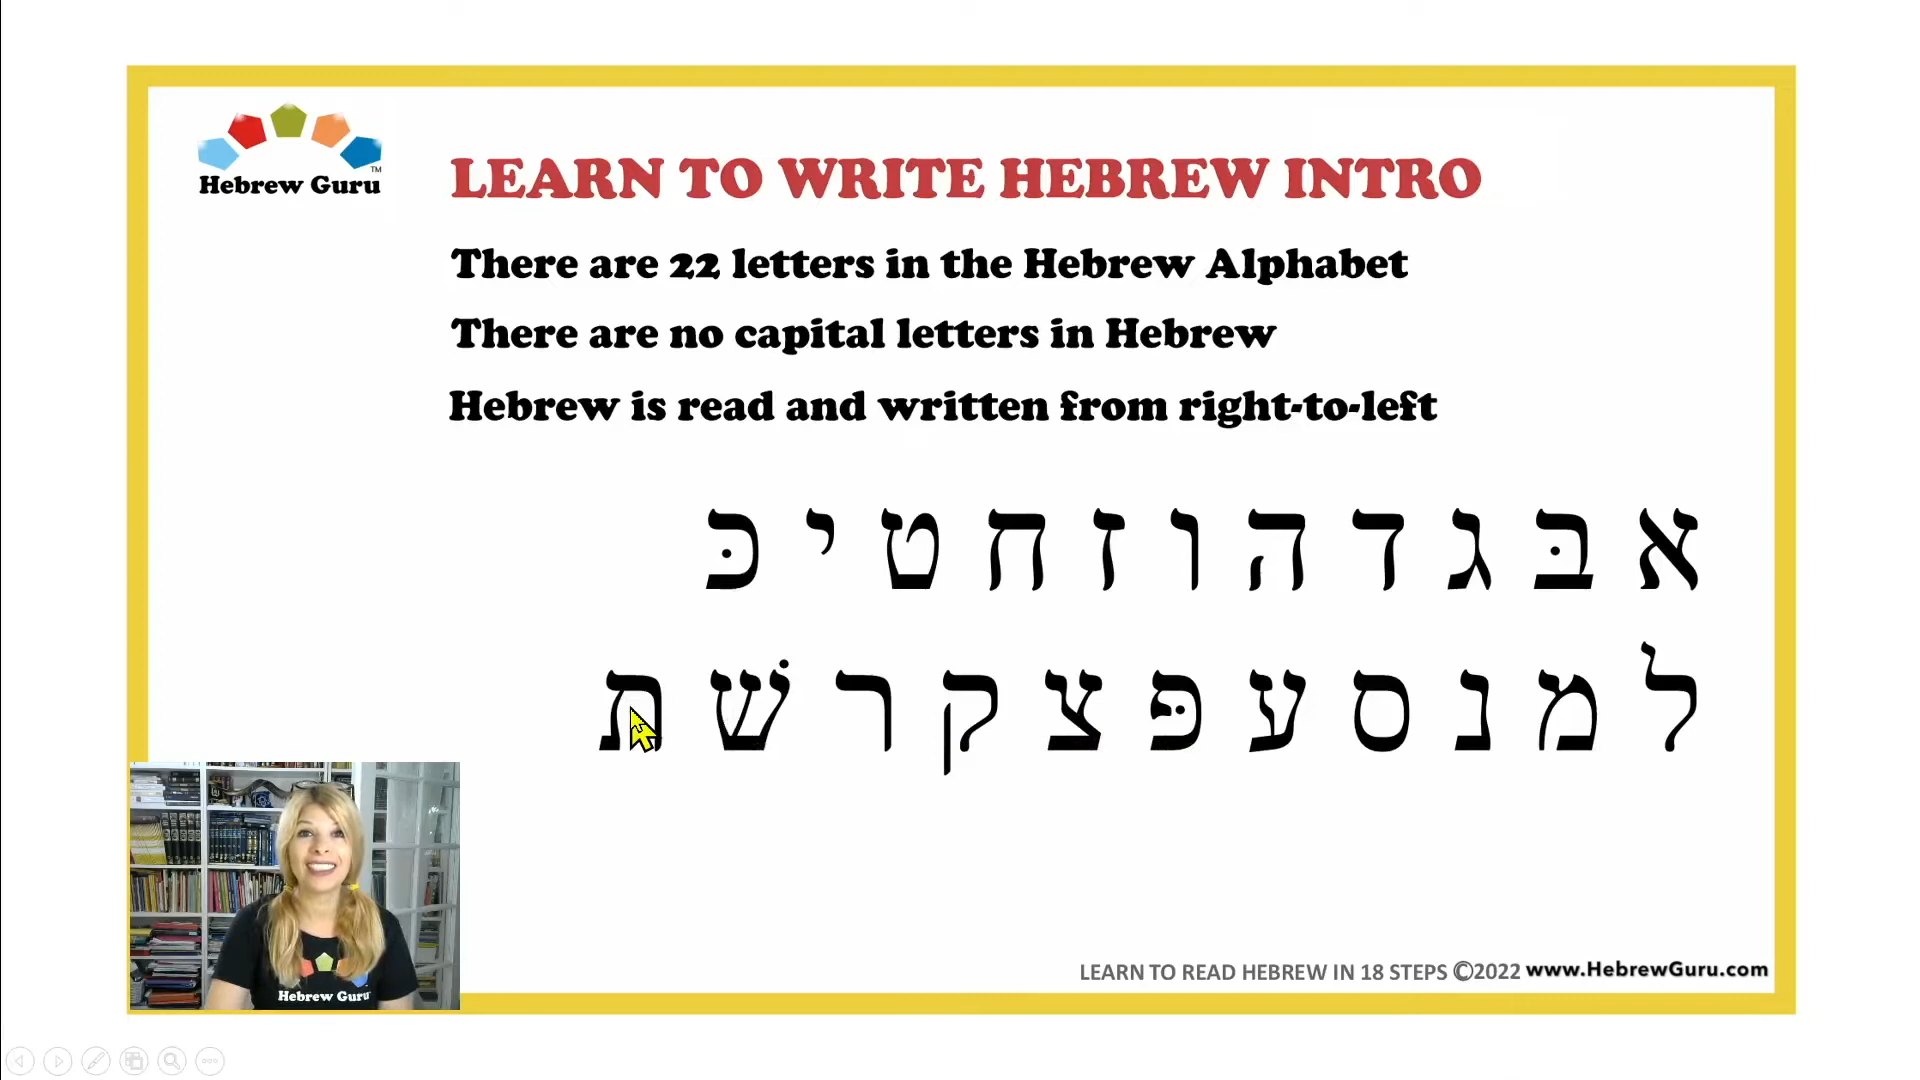 Hebrew Guru
TM
LEARN TO WRITE HEBREW INTRO
There are 22 letters in the Hebrew Alphabet
There are no capital letters in Hebrew
Hebrew is read and written from right-to-left
א בּ ג ד ה ו ז ח ט י כּ
ל מ נ ס ע פּ צ ק ר שׁ ת
Hebrew Guru
LEARN TO READ HEBREW IN 18 STEPS ©2022 www.HebrewGuru.com